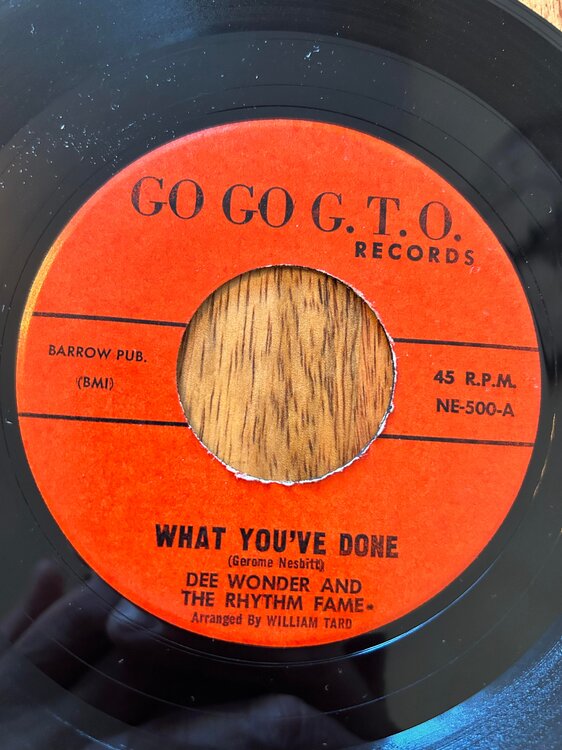 GO GO G. T. O.
RECORDS
BARROW PUB.
(BMI)
45 R.P.M.
NE-500-A
WHAT YOU'VE DONE
(Gerome Nesbitt)
DEE WONDER AND
THE RHYTHM FAME
Arranged By WILLIAM TARD